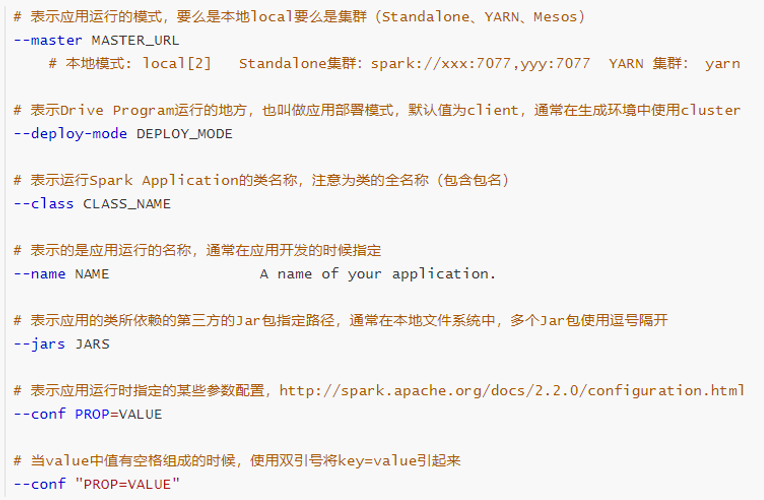 # 表示应用运行的模式，要么是本地local要么是集群（Standalone、YARN、Mesos）
--master MASTER_URL
# 本地模式: local[2]   Standalone集群：spark://xxx:7077,yyy:7077  YARN 集群： yarn
# 表示Drive Program运行的地方，也叫做应用部署模式，默认值为client，通常在生成环境中使用cluster
--deploy-mode DEPLOY_MODE
# 表示运行Spark Application的类名称，注意为类的全名称（包含包名）
--class CLASS_NAME
# 表示的是应用运行的名称，通常在应用开发的时候指定
--name NAME                 A name of your application.
# 表示应用的类所依赖的第三方的Jar包指定路径，通常在本地文件系统中，多个Jar包使用逗号隔开
--jars JARS
# 表示应用运行时指定的某些参数配置，http://spark.apache.org/docs/2.2.0/configuration.html
--conf PROP=VALUE
# 当value中值有空格组成的时候，使用双引号将key=value引起来
--conf "PROP=VALUE"